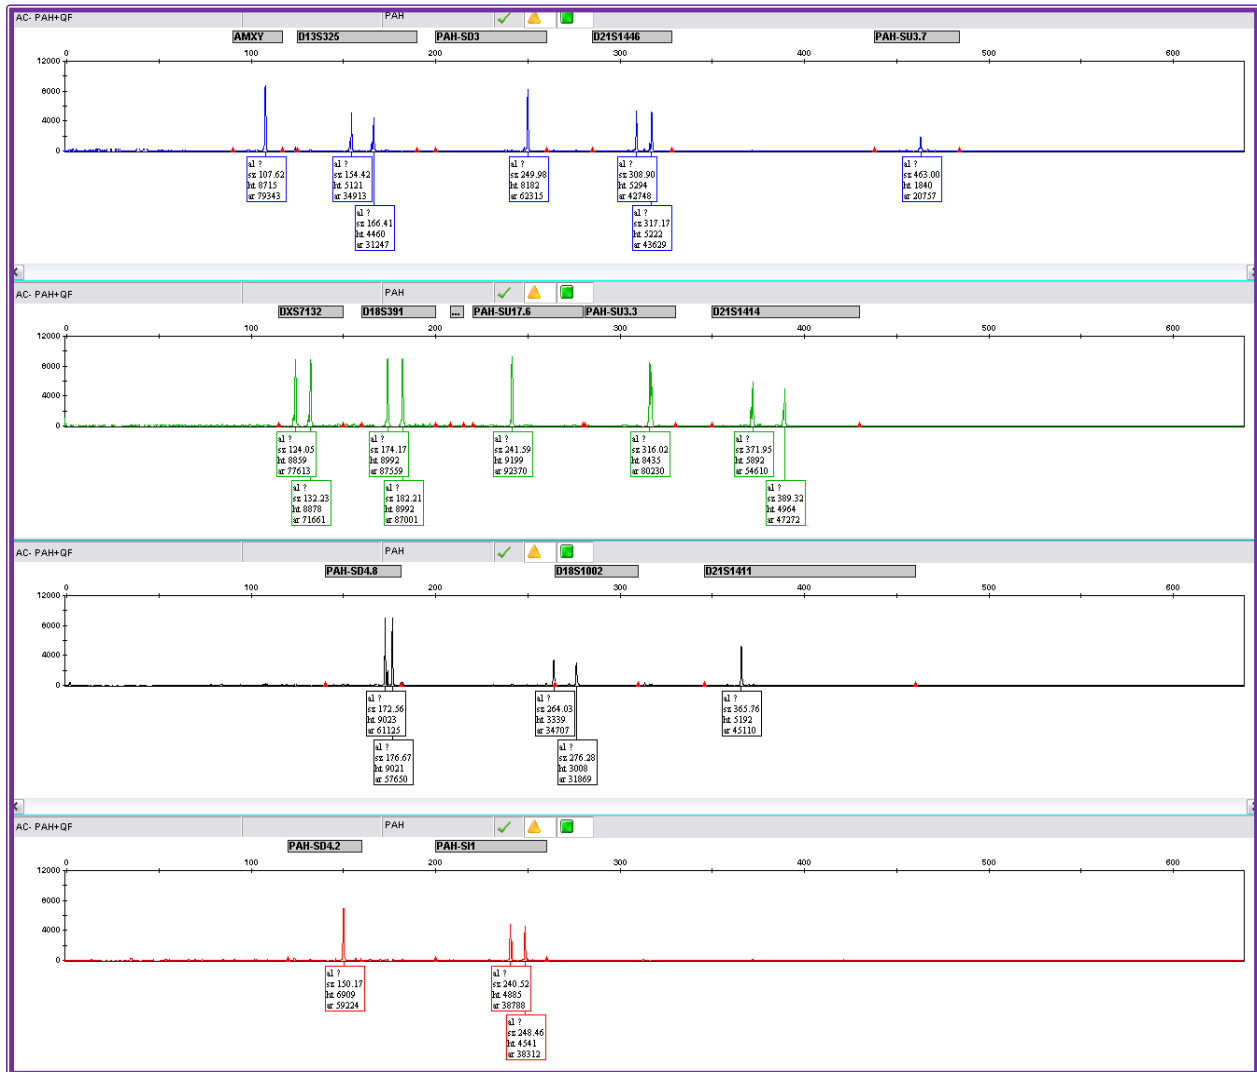 AC- PAH+QF PAH
AMXY D13S325 PAH-SD3 D21S1446 PAH-SU3.7
0 100 200 300 400 500 600
12000
8000
4000
0
al ?
sz 107.62
ht 8715
ar 79343
al ?
sz 154.42
ht 5121
ar 34913
al ?
sz 166.41
ht 4460
ar 31247
al ?
sz 249.98
ht 8182
ar 62315
al ?
sz 308.90
ht 5294
ar 42748
al ?
sz 317.17
ht 5222
ar 43629
al ?
sz 463.00
ht 1840
ar 20757
AC- PAH+QF PAH
DXS7132 D18S391 ... PAH-SU17.6 PAH-SU3.3 D21S1414
0 100 200 300 400 500 600
12000
8000
4000
0
al ?
sz 124.05
ht 8859
ar 77613
al ?
sz 132.23
ht 8878
ar 71661
al ?
sz 174.17
ht 8992
ar 87559
al ?
sz 182.21
ht 8992
ar 87001
al ?
sz 241.59
ht 9199
ar 92370
al ?
sz 316.02
ht 8435
ar 80230
al ?
sz 371.95
ht 5892
ar 54610
al ?
sz 389.32
ht 4964
ar 47272
AC- PAH+QF PAH
PAH-SD4.8 D18S1002 D21S1411
0 100 200 300 400 500 600
12000
8000
4000
0
al ?
sz 172.56
ht 9023
ar 61125
al ?
sz 176.67
ht 9021
ar 57650
al ?
sz 264.03
ht 3339
ar 34707
al ?
sz 276.28
ht 3008
ar 31869
al ?
sz 365.76
ht 5192
ar 45110
AC- PAH+QF PAH
PAH-SD4.2 PAH-SI1
0 100 200 300 400 500 600
12000
8000
4000
0
al ?
sz 150.17
ht 6909
ar 59224
al ?
sz 240.52
ht 4885
ar 38788
al ?
sz 248.46
ht 4541
ar 38312